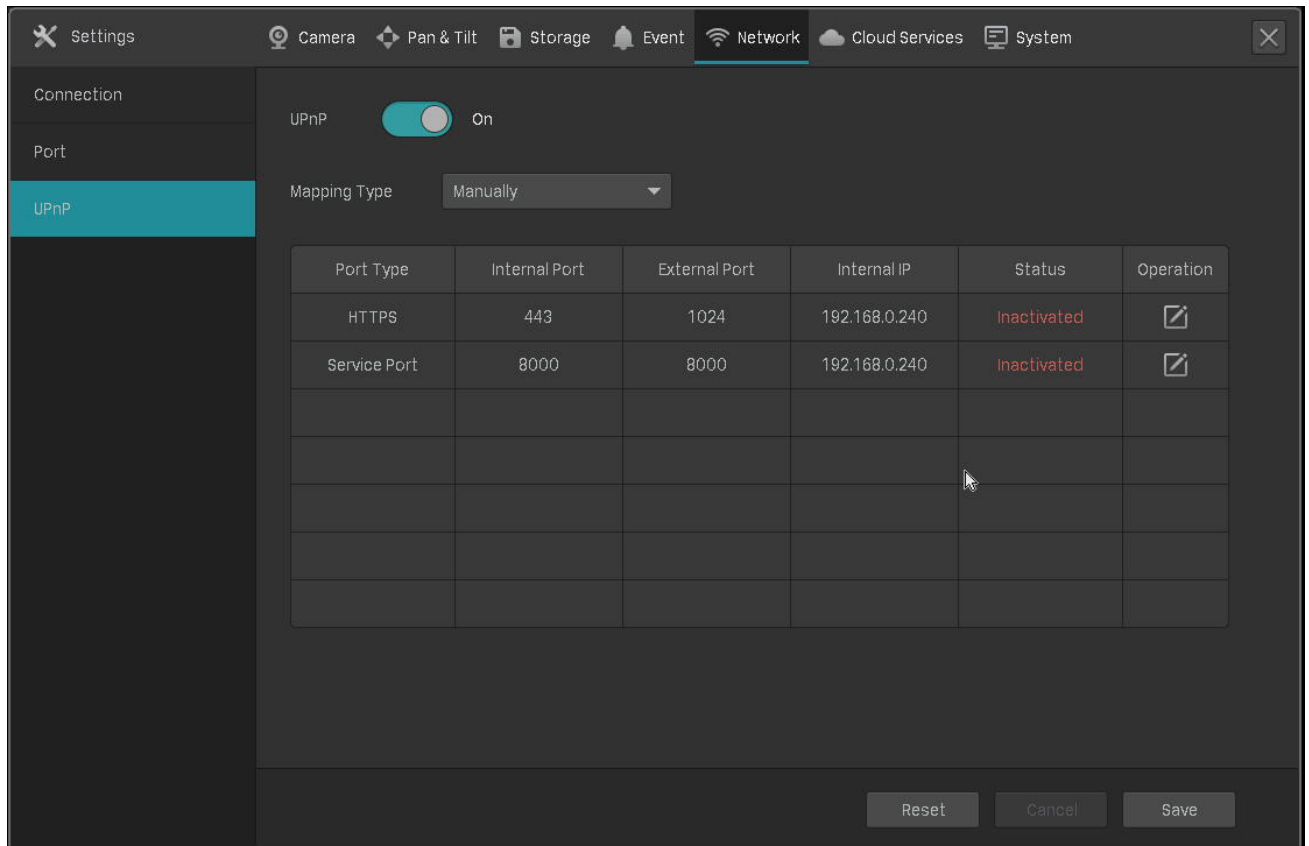 Settings Camera Pan & Tilt Storage Event Network Cloud Services System
Connection
Port
UPnP
UPnP On
Mapping Type Manually
Port Type Internal Port External Port Internal IP Status Operation
HTTPS 443 1024 192.168.0.240 Inactivated
Service Port 8000 8000 192.168.0.240 Inactivated
Reset Cancel Save